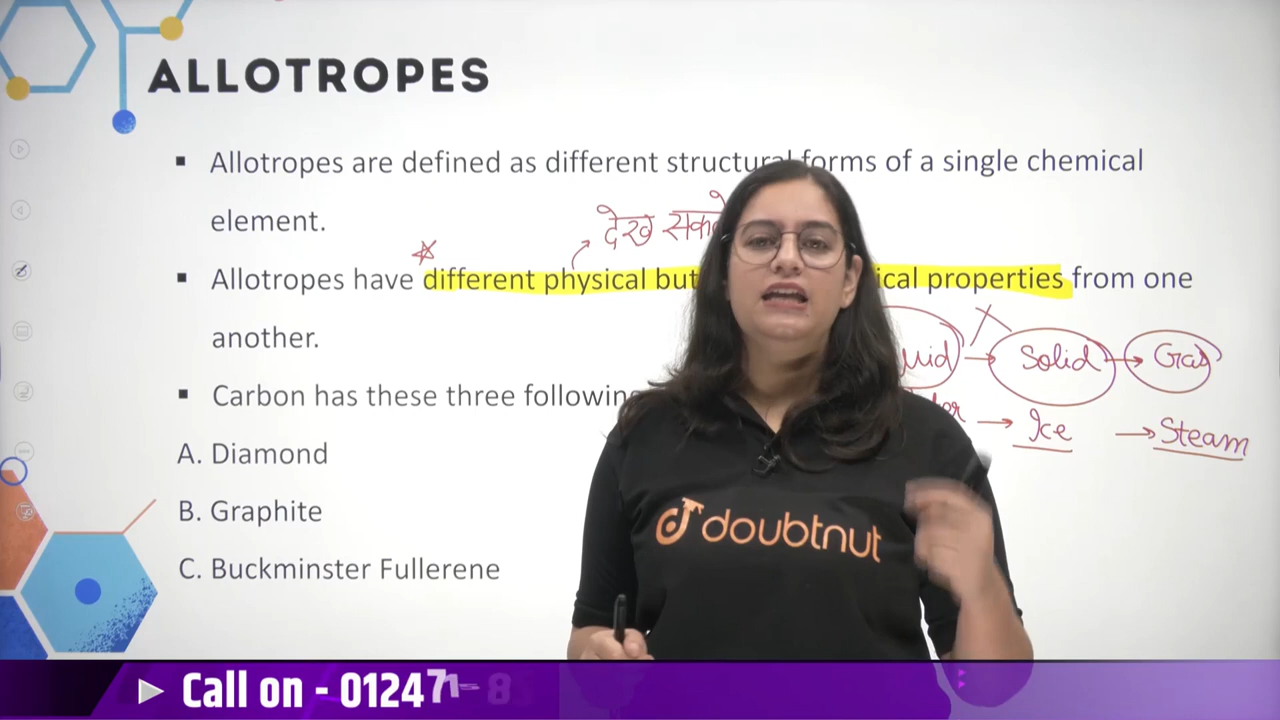 ALLOTROPES
▪ Allotropes are defined as different structural forms of a single chemical
element.
देख सक
▪ Allotropes have different physical but ical properties from one
another.
uid → Solid → Gas
→ Ice → Steam
▪ Carbon has these three following
A. Diamond
B. Graphite
C. Buckminster Fullerene
doubtnut
Call on - 01247